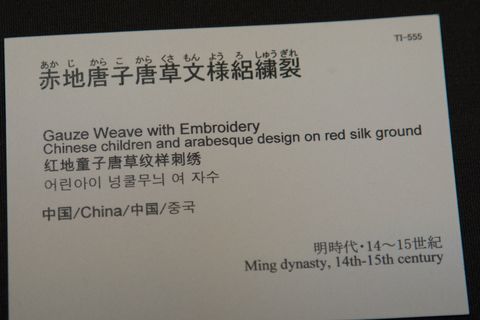 TI-555
あかじからこからくさもんようろしゅうぎれ
赤地唐子唐草文様絽繍裂
Gauze Weave with Embroidery
Chinese children and arabesque design on red silk ground
红地童子唐草纹样刺绣
어린아이 넝쿨무늬 여 자수
中国/China/中国/중국
明時代・14～15世紀
Ming dynasty, 14th-15th century